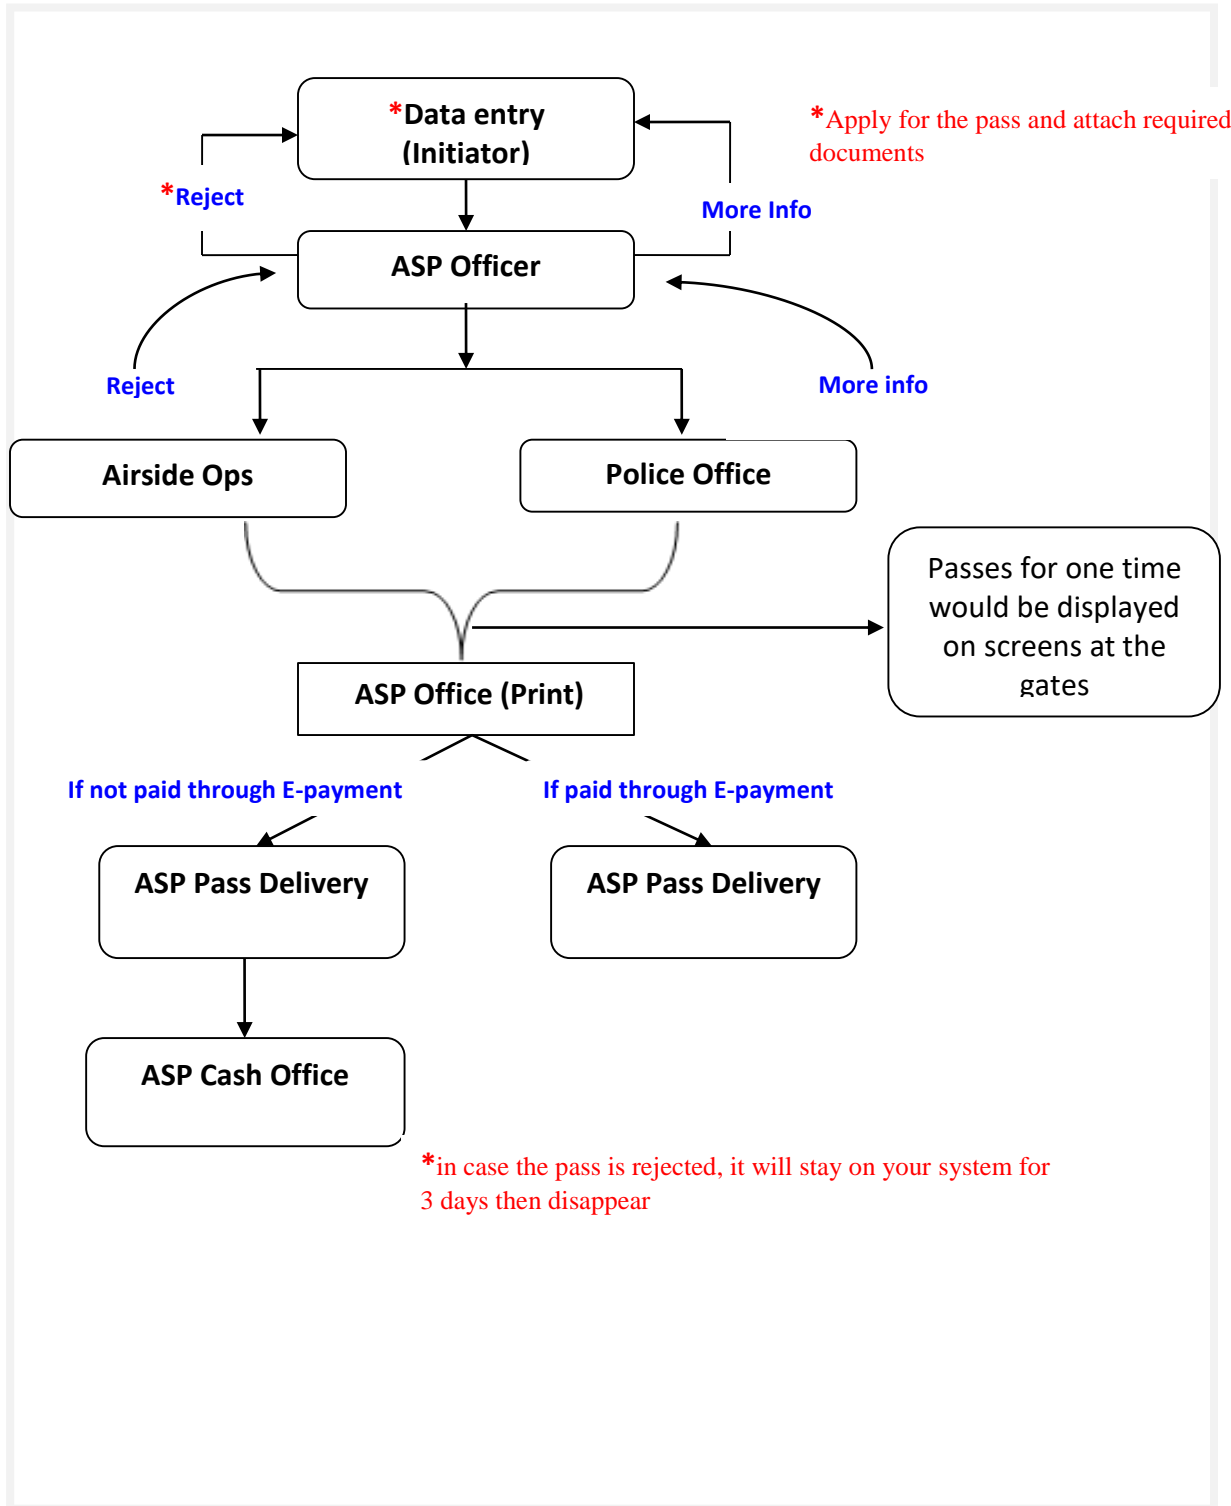 *Data entry
(Initiator)
*Apply for the pass and attach required
documents
*Reject
More Info
ASP Officer
Reject
More info
Airside Ops
Police Office
Passes for one time
would be displayed
on screens at the
gates
ASP Office (Print)
If not paid through E-payment
If paid through E-payment
ASP Pass Delivery
ASP Pass Delivery
ASP Cash Office
*in case the pass is rejected, it will stay on your system for
3 days then disappear